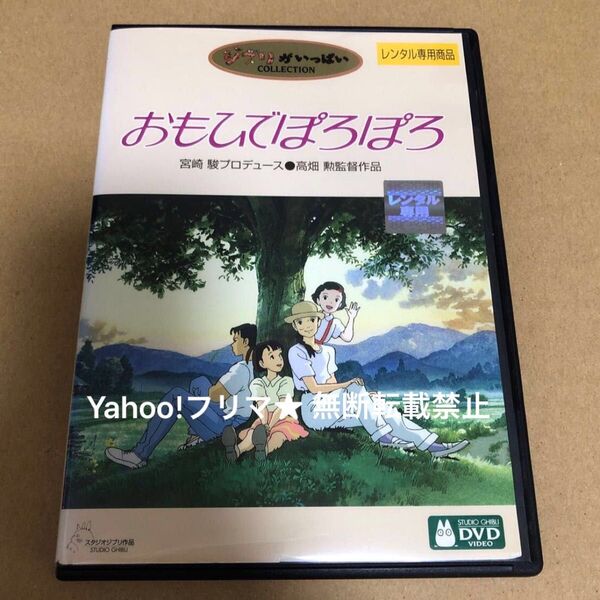 ジブリがいっぱい
COLLECTION
レンタル専用商品
おもひでぽろぽろ
宮崎 駿プロデュース●高畑 勲監督作品
レンタル
専用
Yahoo!フリマ★ 無断転載禁止
スタジオジブリ作品
STUDIO GHIBLI
STUDIO GHIBLI
DVD
VIDEO